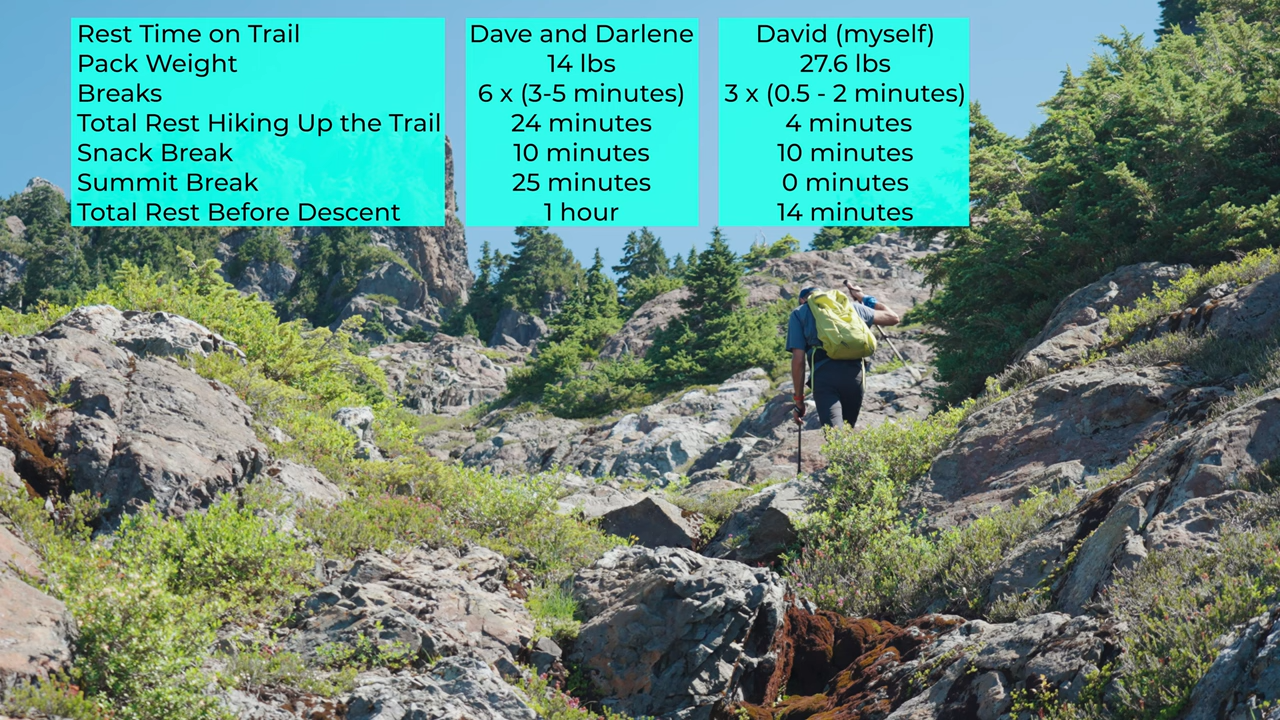 Rest Time on Trail Dave and Darlene David (myself)
Pack Weight 14 lbs 27.6 lbs
Breaks 6 x (3-5 minutes) 3 x (0.5 - 2 minutes)
Total Rest Hiking Up the Trail 24 minutes 4 minutes
Snack Break 10 minutes 10 minutes
Summit Break 25 minutes 0 minutes
Total Rest Before Descent 1 hour 14 minutes